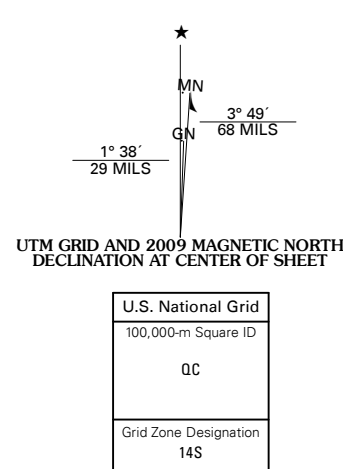 ★
MN
3° 49´
68 MILS
GN
1° 38´
29 MILS
UTM GRID AND 2009 MAGNETIC NORTH
DECLINATION AT CENTER OF SHEET
U.S. National Grid
100,000-m Square ID
QC
Grid Zone Designation
14S